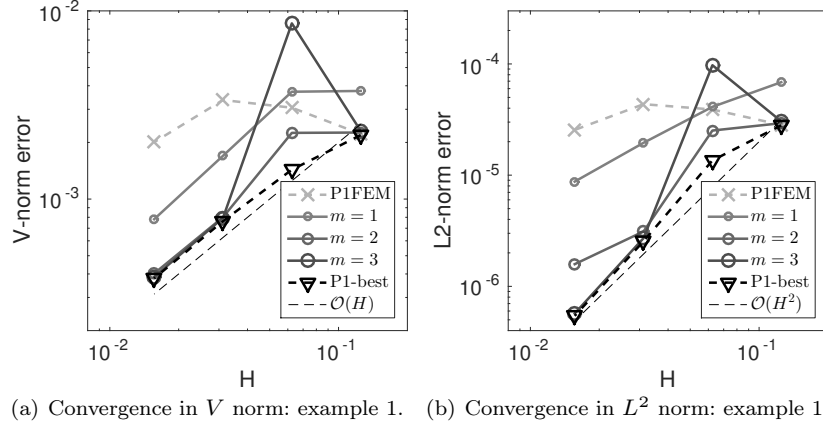 10^{-2}
V-norm error
10^{-3}
P1FEM
m = 1
m = 2
m = 3
P1-best
O(H)
10^{-2}
10^{-1}
H
(a) Convergence in V norm: example 1.
10^{-4}
L2-norm error
10^{-5}
10^{-6}
P1FEM
m = 1
m = 2
m = 3
P1-best
O(H^2)
10^{-2}
10^{-1}
H
(b) Convergence in L^2 norm: example 1